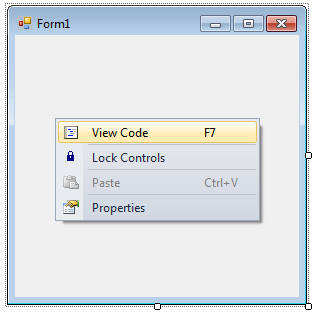 Form1
View Code F7
Lock Controls
Paste Ctrl+V
Properties